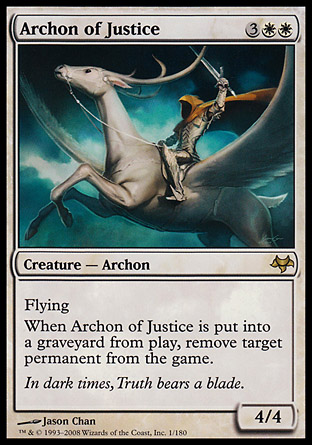 Archon of Justice 3
Creature — Archon
Flying
When Archon of Justice is put into
a graveyard from play, remove target
permanent from the game.
In dark times, Truth bears a blade.
Jason Chan
™ & © 1993–2008 Wizards of the Coast, Inc. 1/180
4/4